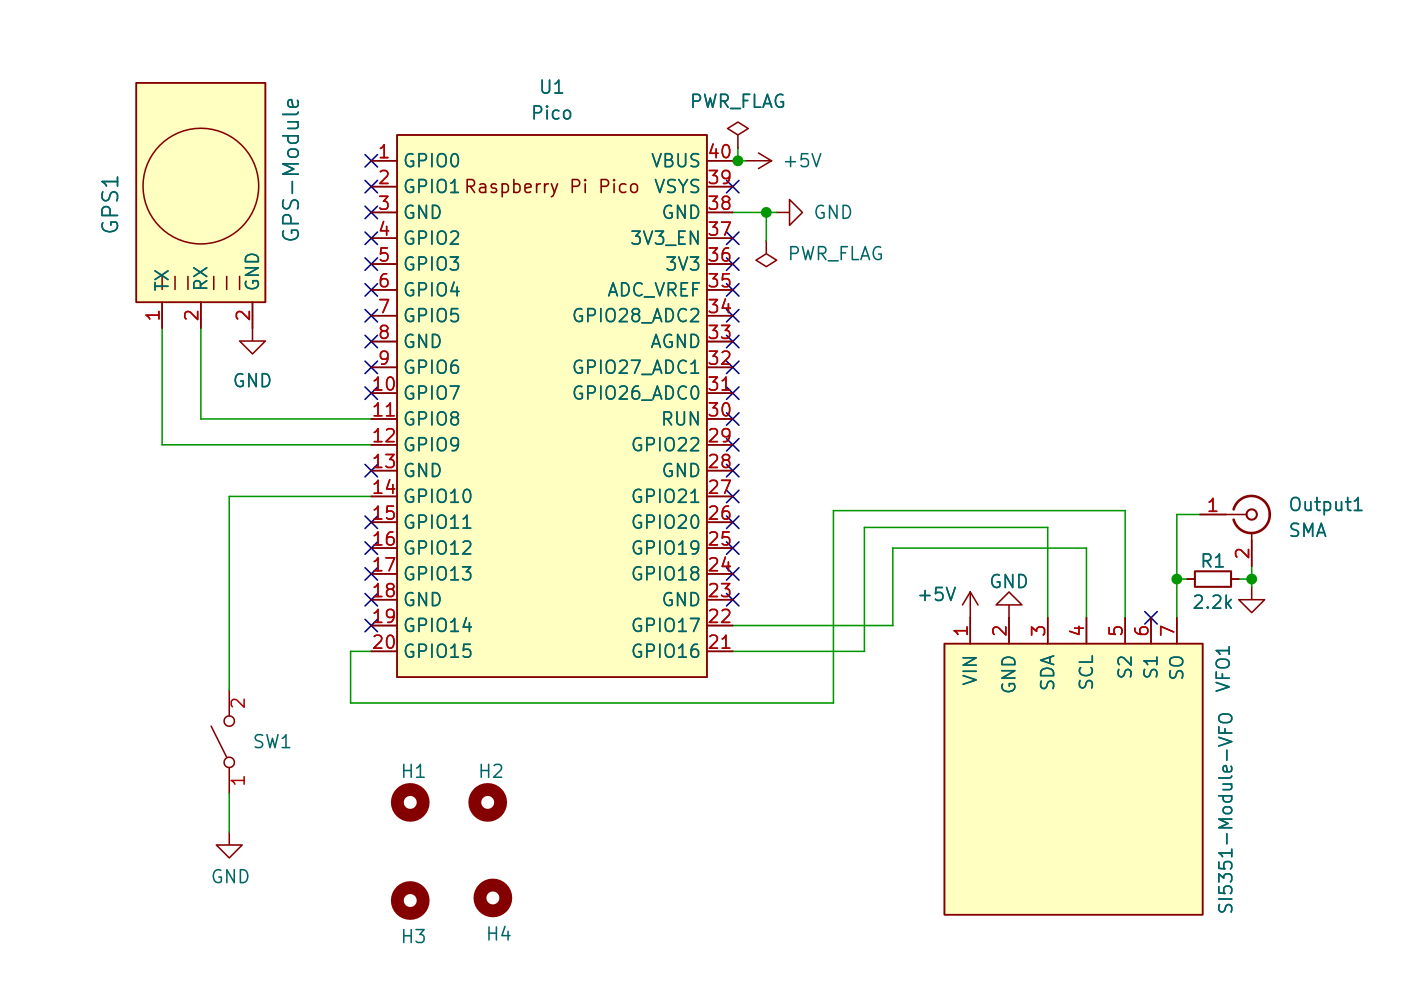 GPS1
GPS-Module
TX
RX
GND
1
2
2
GND
U1
Pico
Raspberry Pi Pico
1 GPIO0
2 GPIO1
3 GND
4 GPIO2
5 GPIO3
6 GPIO4
7 GPIO5
8 GND
9 GPIO6
10 GPIO7
11 GPIO8
12 GPIO9
13 GND
14 GPIO10
15 GPIO11
16 GPIO12
17 GPIO13
18 GND
19 GPIO14
20 GPIO15
VBUS 40
VSYS 39
GND 38
3V3_EN 37
3V3 36
ADC_VREF 35
GPIO28_ADC2 34
AGND 33
GPIO27_ADC1 32
GPIO26_ADC0 31
RUN 30
GPIO22 29
GND 28
GPIO21 27
GPIO20 26
GPIO19 25
GPIO18 24
GND 23
GPIO17 22
GPIO16 21
PWR_FLAG
+5V
GND
PWR_FLAG
2
SW1
1
GND
H1
H2
H3
H4
Output1
SMA
1
2
R1
2.2k
+5V
GND
1
2
3
4
5
6
7
VIN
GND
SDA
SCL
S2
S1
SO
VFO1
SI5351-Module-VFO